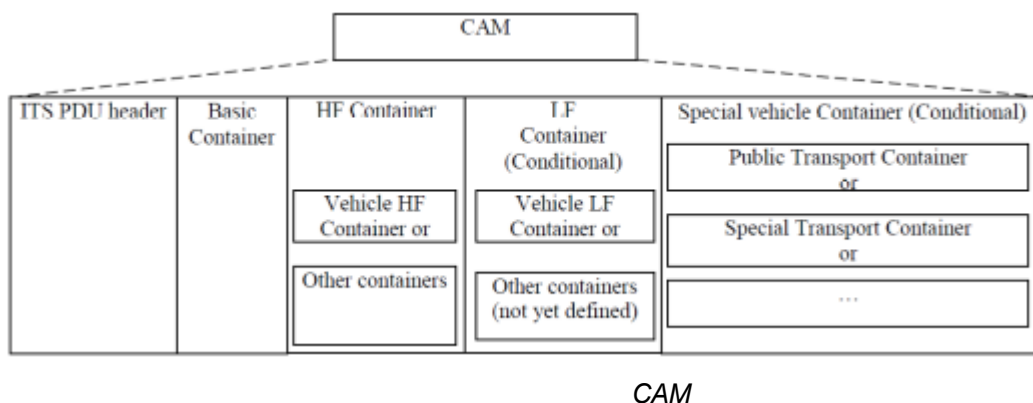 CAM
ITS PDU header
Basic
Container
HF Container
Vehicle HF
Container or
Other containers
LF
Container
(Conditional)
Vehicle LF
Container or
Other containers
(not yet defined)
Special vehicle Container (Conditional)
Public Transport Container
or
Special Transport Container
or
...
CAM